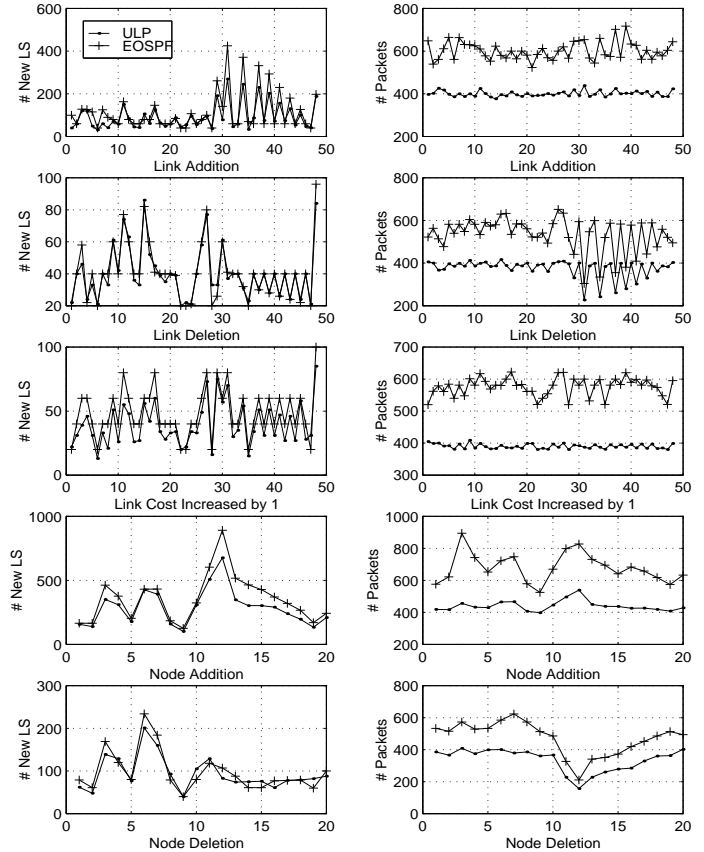 600
400
200
0
# New LS
ULP
EOSPF
0 10 20 30 40 50
Link Addition
800
600
400
200
# Packets
0 10 20 30 40 50
Link Addition
100
80
60
40
20
# New LS
0 10 20 30 40 50
Link Deletion
800
600
400
200
# Packets
0 10 20 30 40 50
Link Deletion
100
50
0
# New LS
0 10 20 30 40 50
Link Cost Increased by 1
700
600
500
400
300
# Packets
0 10 20 30 40 50
Link Cost Increased by 1
1000
500
0
# New LS
0 5 10 15 20
Node Addition
1000
800
600
400
200
# Packets
0 5 10 15 20
Node Addition
300
200
100
0
# New LS
0 5 10 15 20
Node Deletion
800
600
400
200
0
# Packets
0 5 10 15 20
Node Deletion